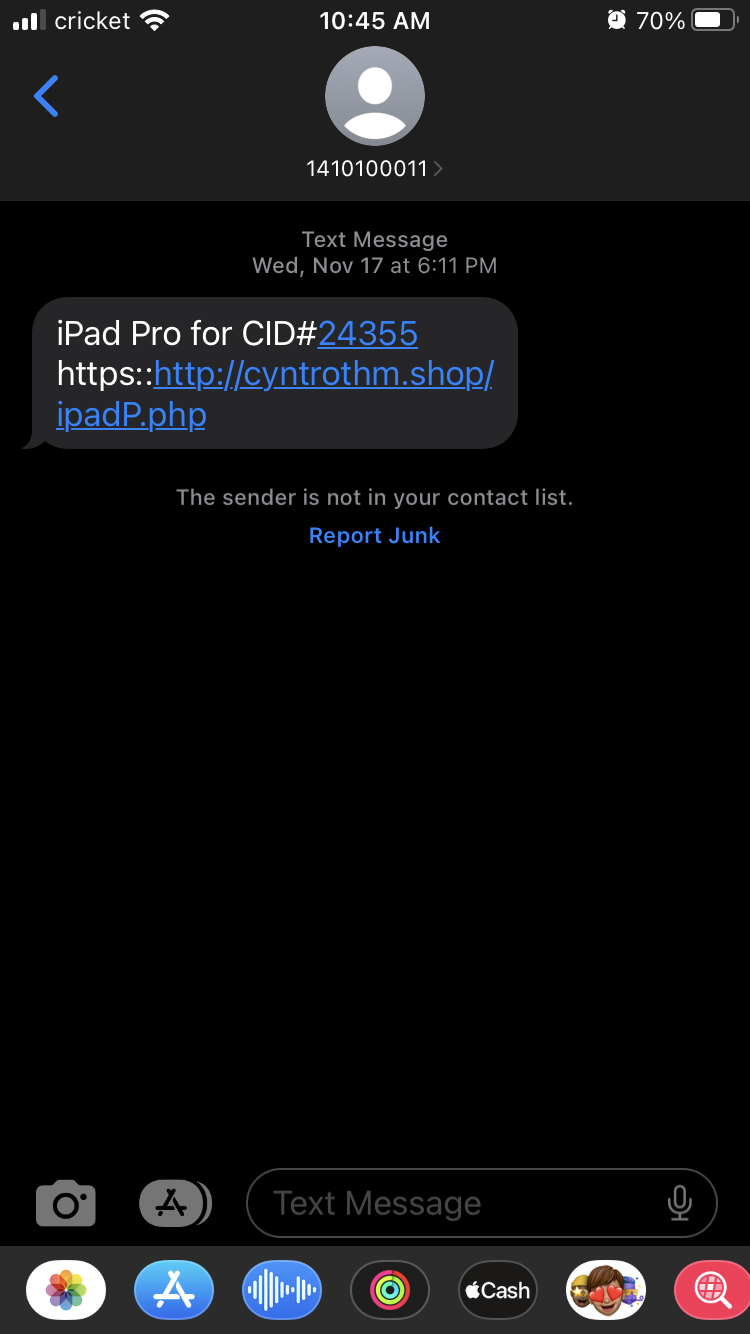 cricket 10:45 AM 70%
1410100011
Text Message
Wed, Nov 17 at 6:11 PM
iPad Pro for CID#24355
https::http://cyntrothm.shop/
ipadP.php
The sender is not in your contact list.
Report Junk
Text Message
Cash